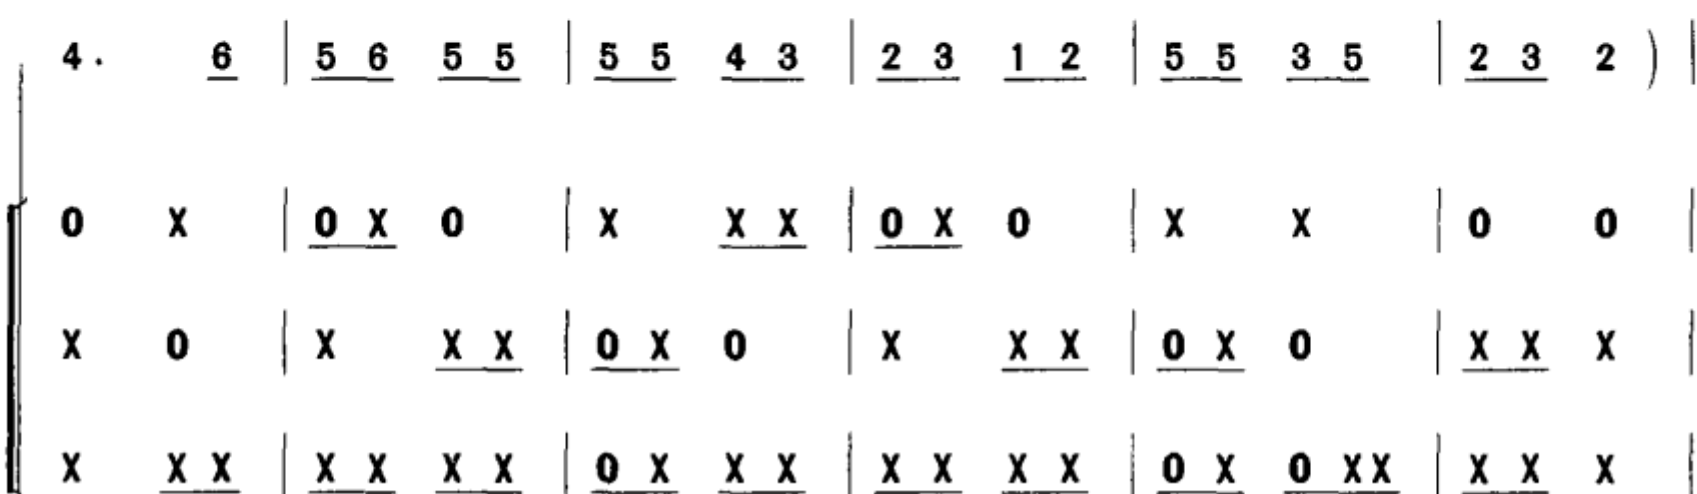 4. 6 | 5 6 5 5 | 5 5 4 3 | 2 3 1 2 | 5 5 3 5 | 2 3 2 ) |
0 X | 0 X 0 | X X X | 0 X 0 | X X | 0 0 |
X 0 | X X X | 0 X 0 | X X X | 0 X 0 | X X X |
X X X | X X X X | 0 X X X | X X X X | 0 X 0 XX | X X X |